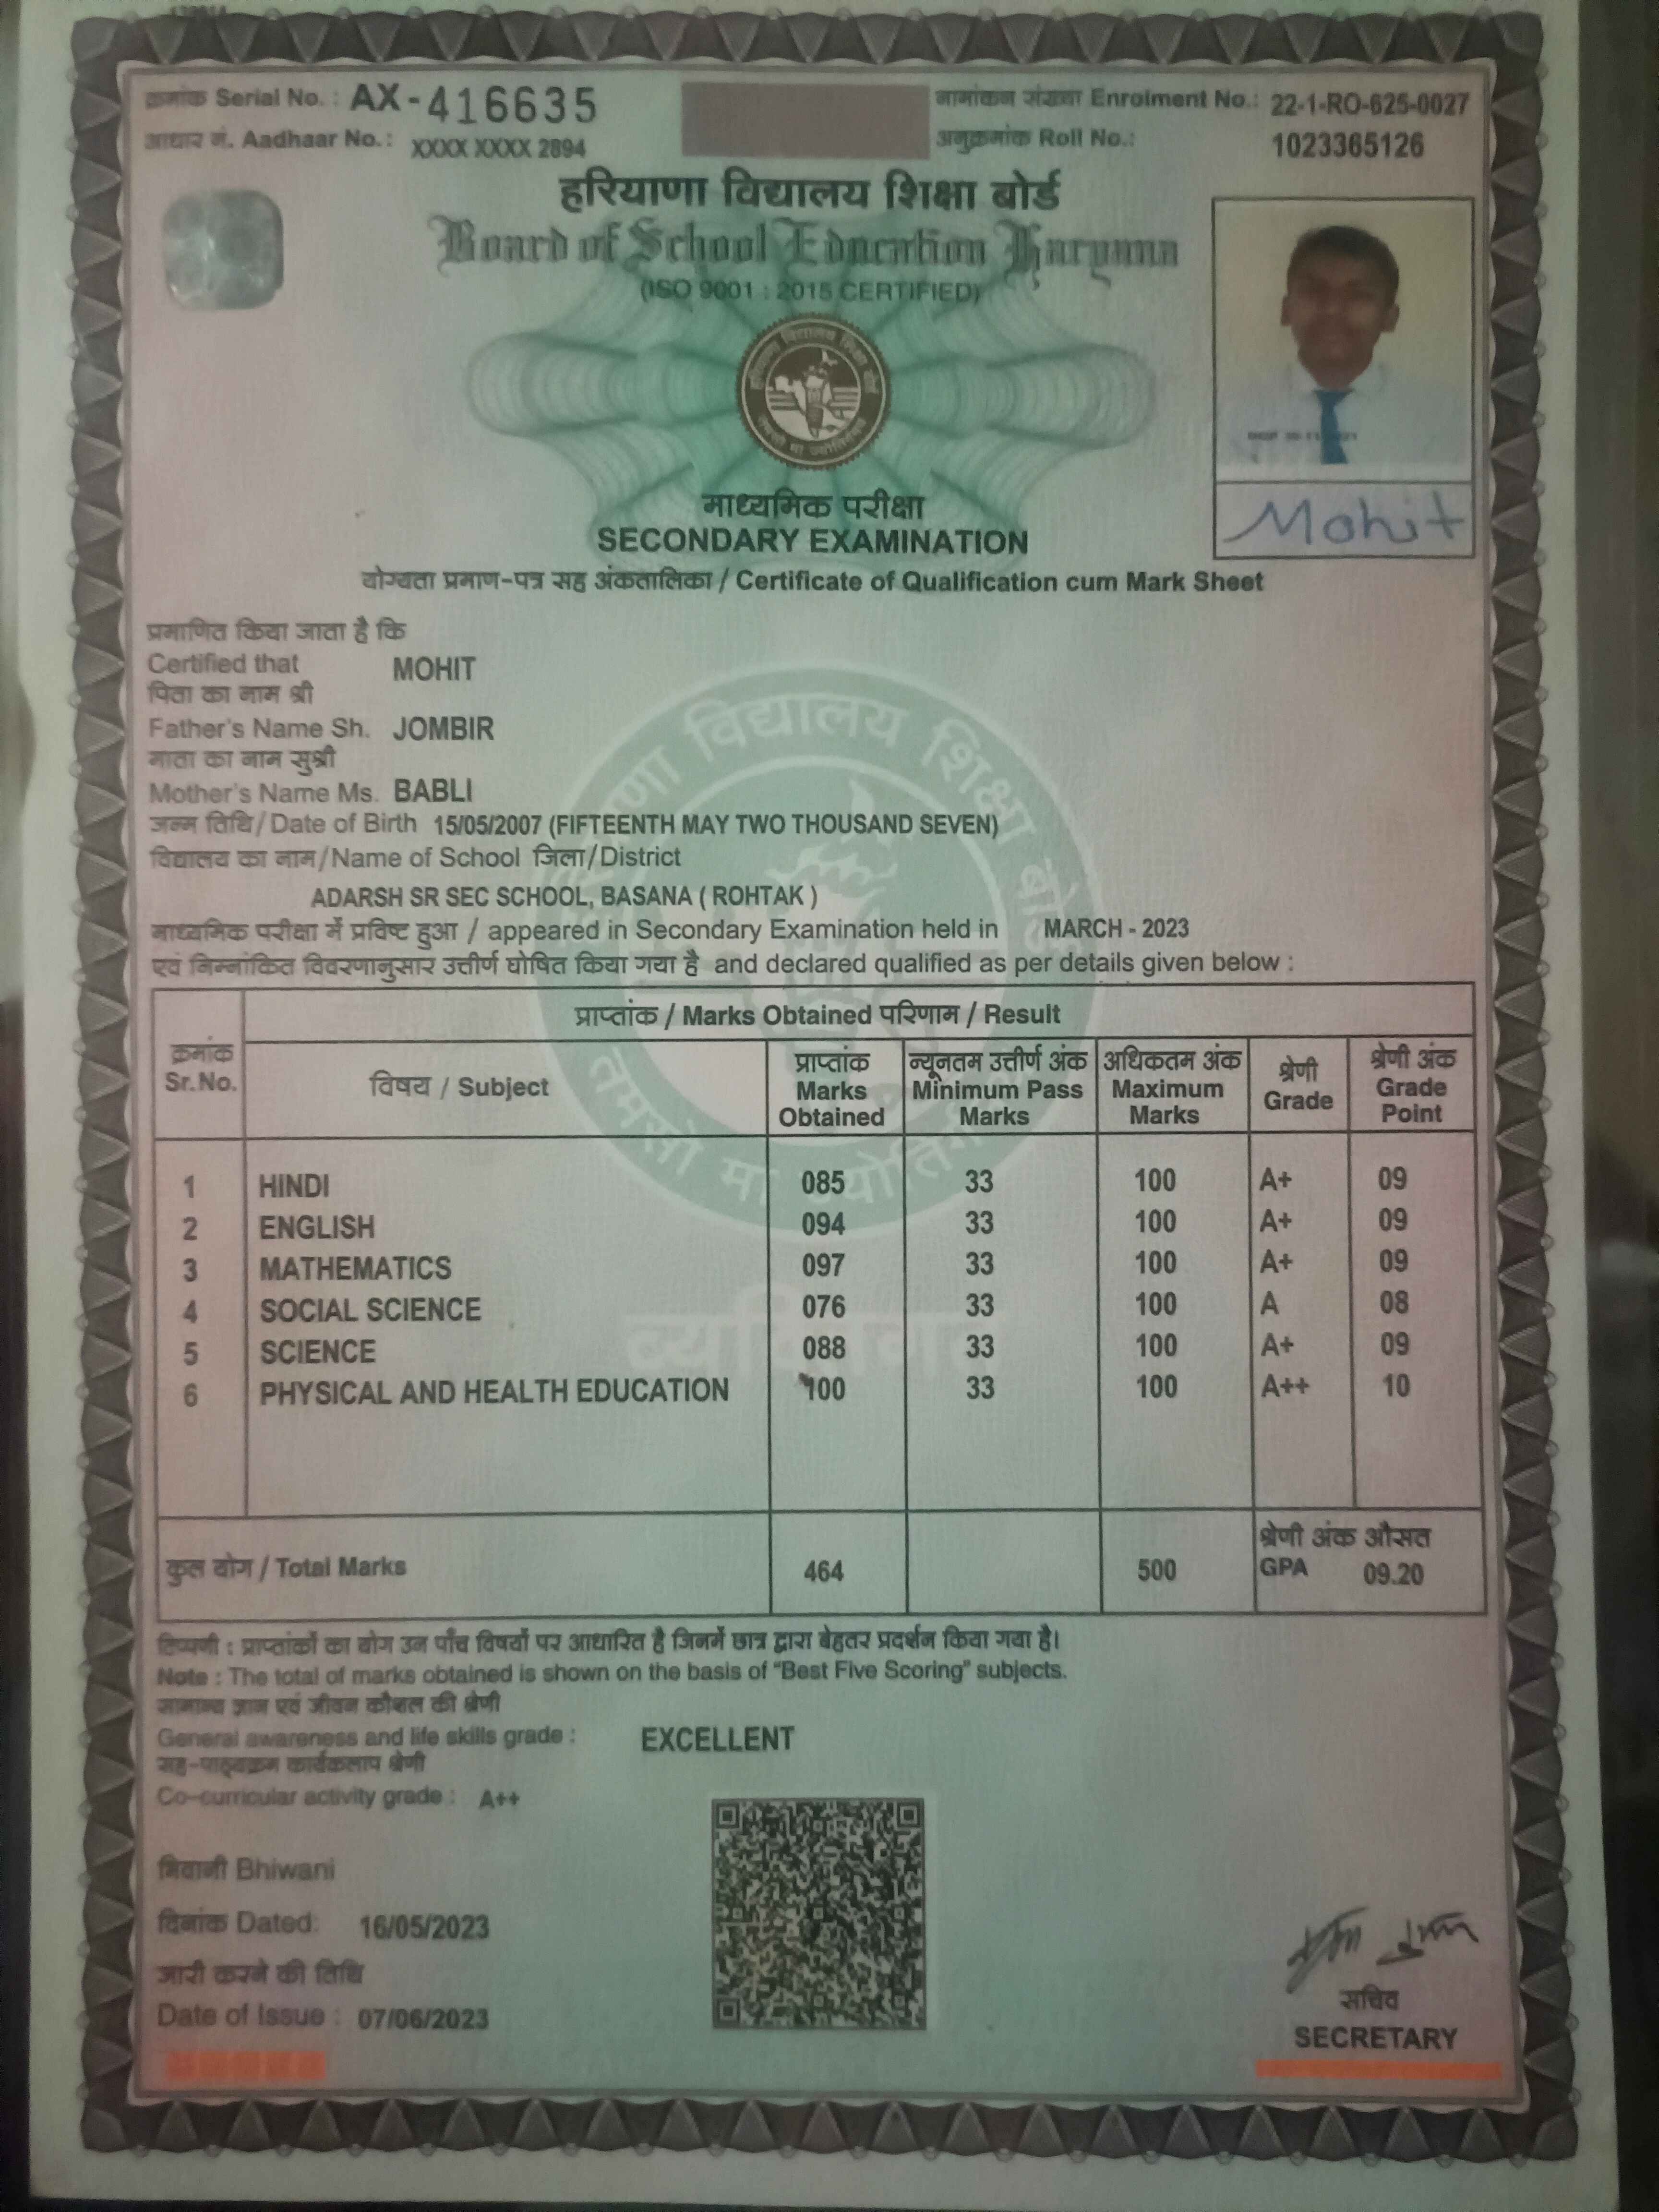 क्रमांक Serial No. : AX-416635
नामांकन संख्या Enrolment No.: 22-1-RO-625-0027
आधार नं. Aadhaar No. : XXXX XXXX 2894
अनुक्रमांक Roll No.: 1023365126
हरियाणा विद्यालय शिक्षा बोर्ड
Board of School Education Haryana
(ISO 9001 : 2015 CERTIFIED)
हरियाणा विद्यालय शिक्षा बोर्ड
तमसो मा ज्योतिर्गमय
Mohit
माध्यमिक परीक्षा
SECONDARY EXAMINATION
योग्यता प्रमाण-पत्र सह अंकतालिका / Certificate of Qualification cum Mark Sheet
प्रमाणित किया जाता है कि
Certified that MOHIT
पिता का नाम श्री
Father's Name Sh. JOMBIR
माता का नाम सुश्री
Mother's Name Ms. BABLI
जन्म तिथि/Date of Birth 15/05/2007 (FIFTEENTH MAY TWO THOUSAND SEVEN)
विद्यालय का नाम/Name of School जिला/District
ADARSH SR SEC SCHOOL, BASANA ( ROHTAK )
माध्यमिक परीक्षा में प्रविष्ट हुआ / appeared in Secondary Examination held in MARCH - 2023
एवं निम्नांकित विवरणानुसार उत्तीर्ण घोषित किया गया है and declared qualified as per details given below :
प्राप्तांक / Marks Obtained परिणाम / Result
क्रमांक Sr.No. विषय / Subject प्राप्तांक Marks Obtained न्यूनतम उत्तीर्ण अंक Minimum Pass Marks अधिकतम अंक Maximum Marks श्रेणी Grade श्रेणी अंक Grade Point
1 HINDI 085 33 100 A+ 09
2 ENGLISH 094 33 100 A+ 09
3 MATHEMATICS 097 33 100 A+ 09
4 SOCIAL SCIENCE 076 33 100 A 08
5 SCIENCE 088 33 100 A+ 09
6 PHYSICAL AND HEALTH EDUCATION 100 33 100 A++ 10
कुल योग / Total Marks 464 500 श्रेणी अंक औसत GPA 09.20
टिप्पणी : प्राप्तांकों का योग उन पाँच विषयों पर आधारित है जिनमें छात्र द्वारा बेहतर प्रदर्शन किया गया है।
Note : The total of marks obtained is shown on the basis of "Best Five Scoring" subjects.
सामान्य ज्ञान एवं जीवन कौशल की श्रेणी
General awareness and life skills grade : EXCELLENT
सह-पाठ्यक्रम कार्यकलाप श्रेणी
Co-curricular activity grade : A++
भिवानी Bhiwani
दिनांक Dated: 16/05/2023
जारी करने की तिथि
Date of Issue : 07/06/2023
सचिव
SECRETARY